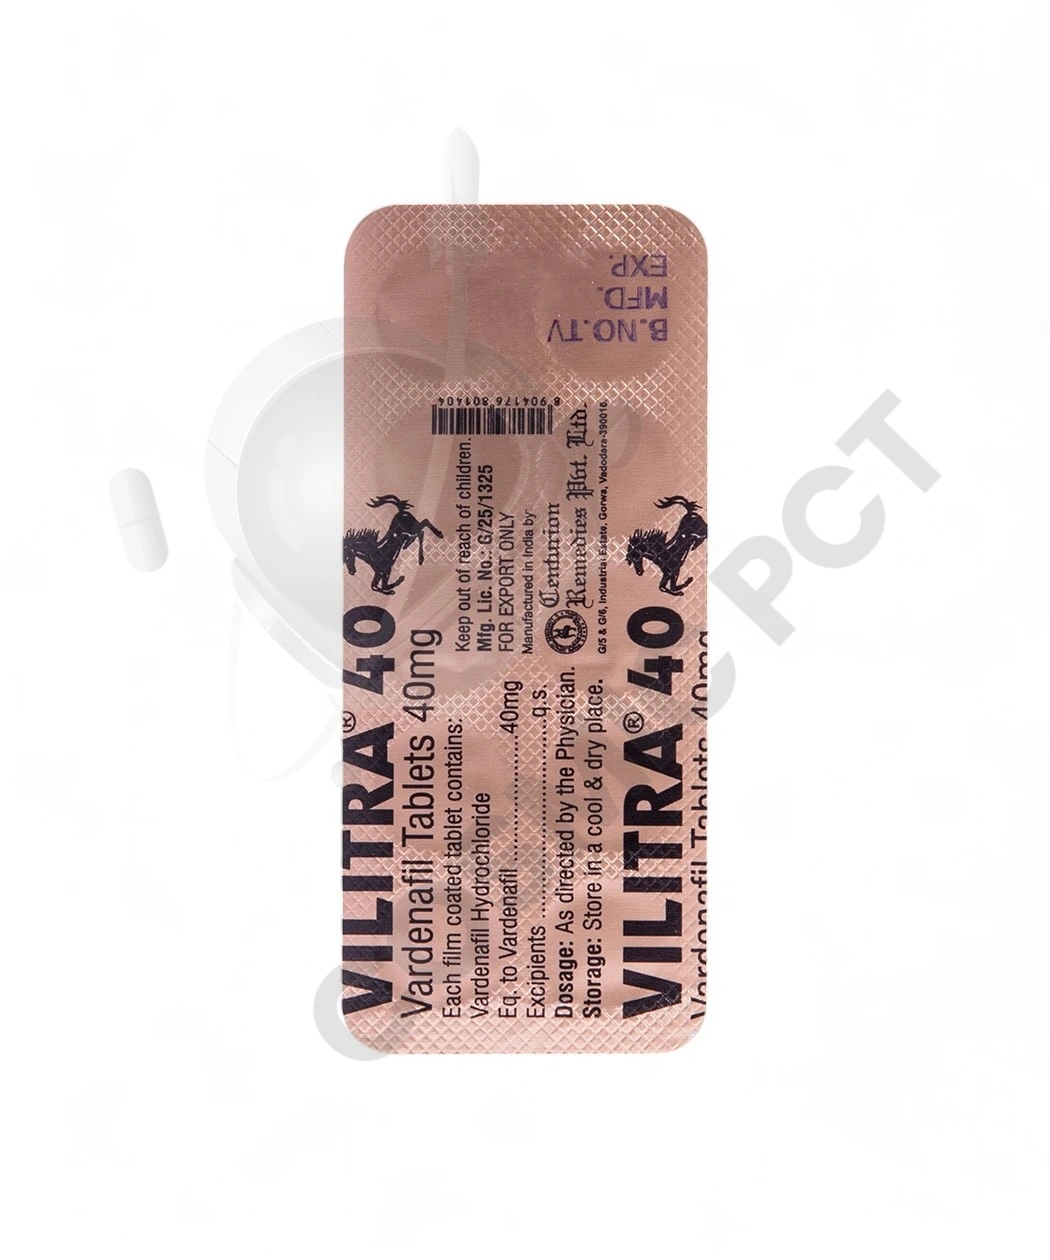 VILITRA® 40
Vardenafil Tablets 40mg
Each film coated tablet contains:
Vardenafil Hydrochloride
Eq. to Vardenafil ........................40mg
Excipients ..................................q.s.
Dosage: As directed by the Physician.
Storage: Store in a cool & dry place.
Keep out of reach of children.
Mfg. Lic. No.: G/25/1325
FOR EXPORT ONLY
Manufactured in India by:
Centurion
Remedies Pvt. Ltd.
G/5 & G/6, Industrial Estate, Gorwa, Vadodara-390016.
8 904176 801404
VILITRA® 40
Vardenafil Tablets 40mg
B.NO.TV
MFD.
EXP.
PCT